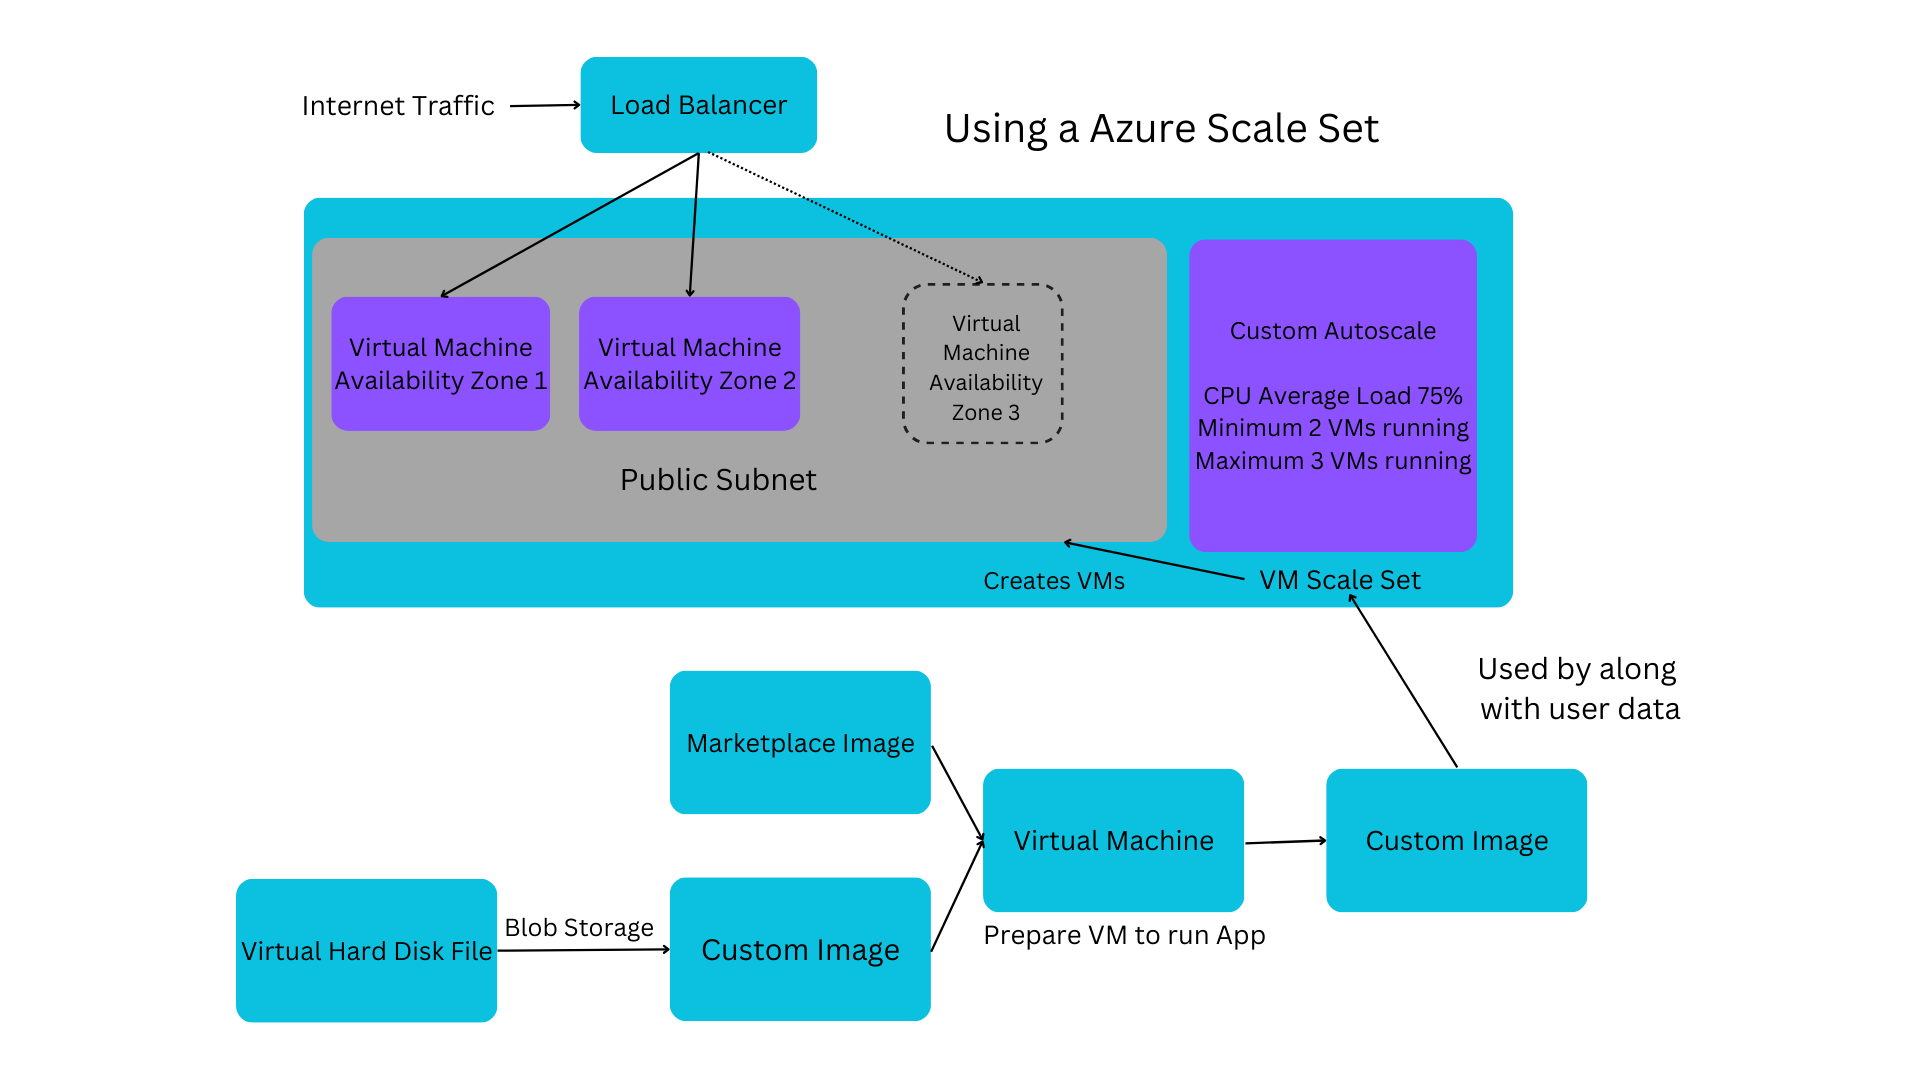 Internet Traffic
Load Balancer
Using a Azure Scale Set
Virtual Machine
Availability Zone 1
Virtual Machine
Availability Zone 2
Virtual
Machine
Availability
Zone 3
Public Subnet
Custom Autoscale
CPU Average Load 75%
Minimum 2 VMs running
Maximum 3 VMs running
Creates VMs
VM Scale Set
Used by along
with user data
Marketplace Image
Virtual Machine
Custom Image
Prepare VM to run App
Virtual Hard Disk File
Blob Storage
Custom Image